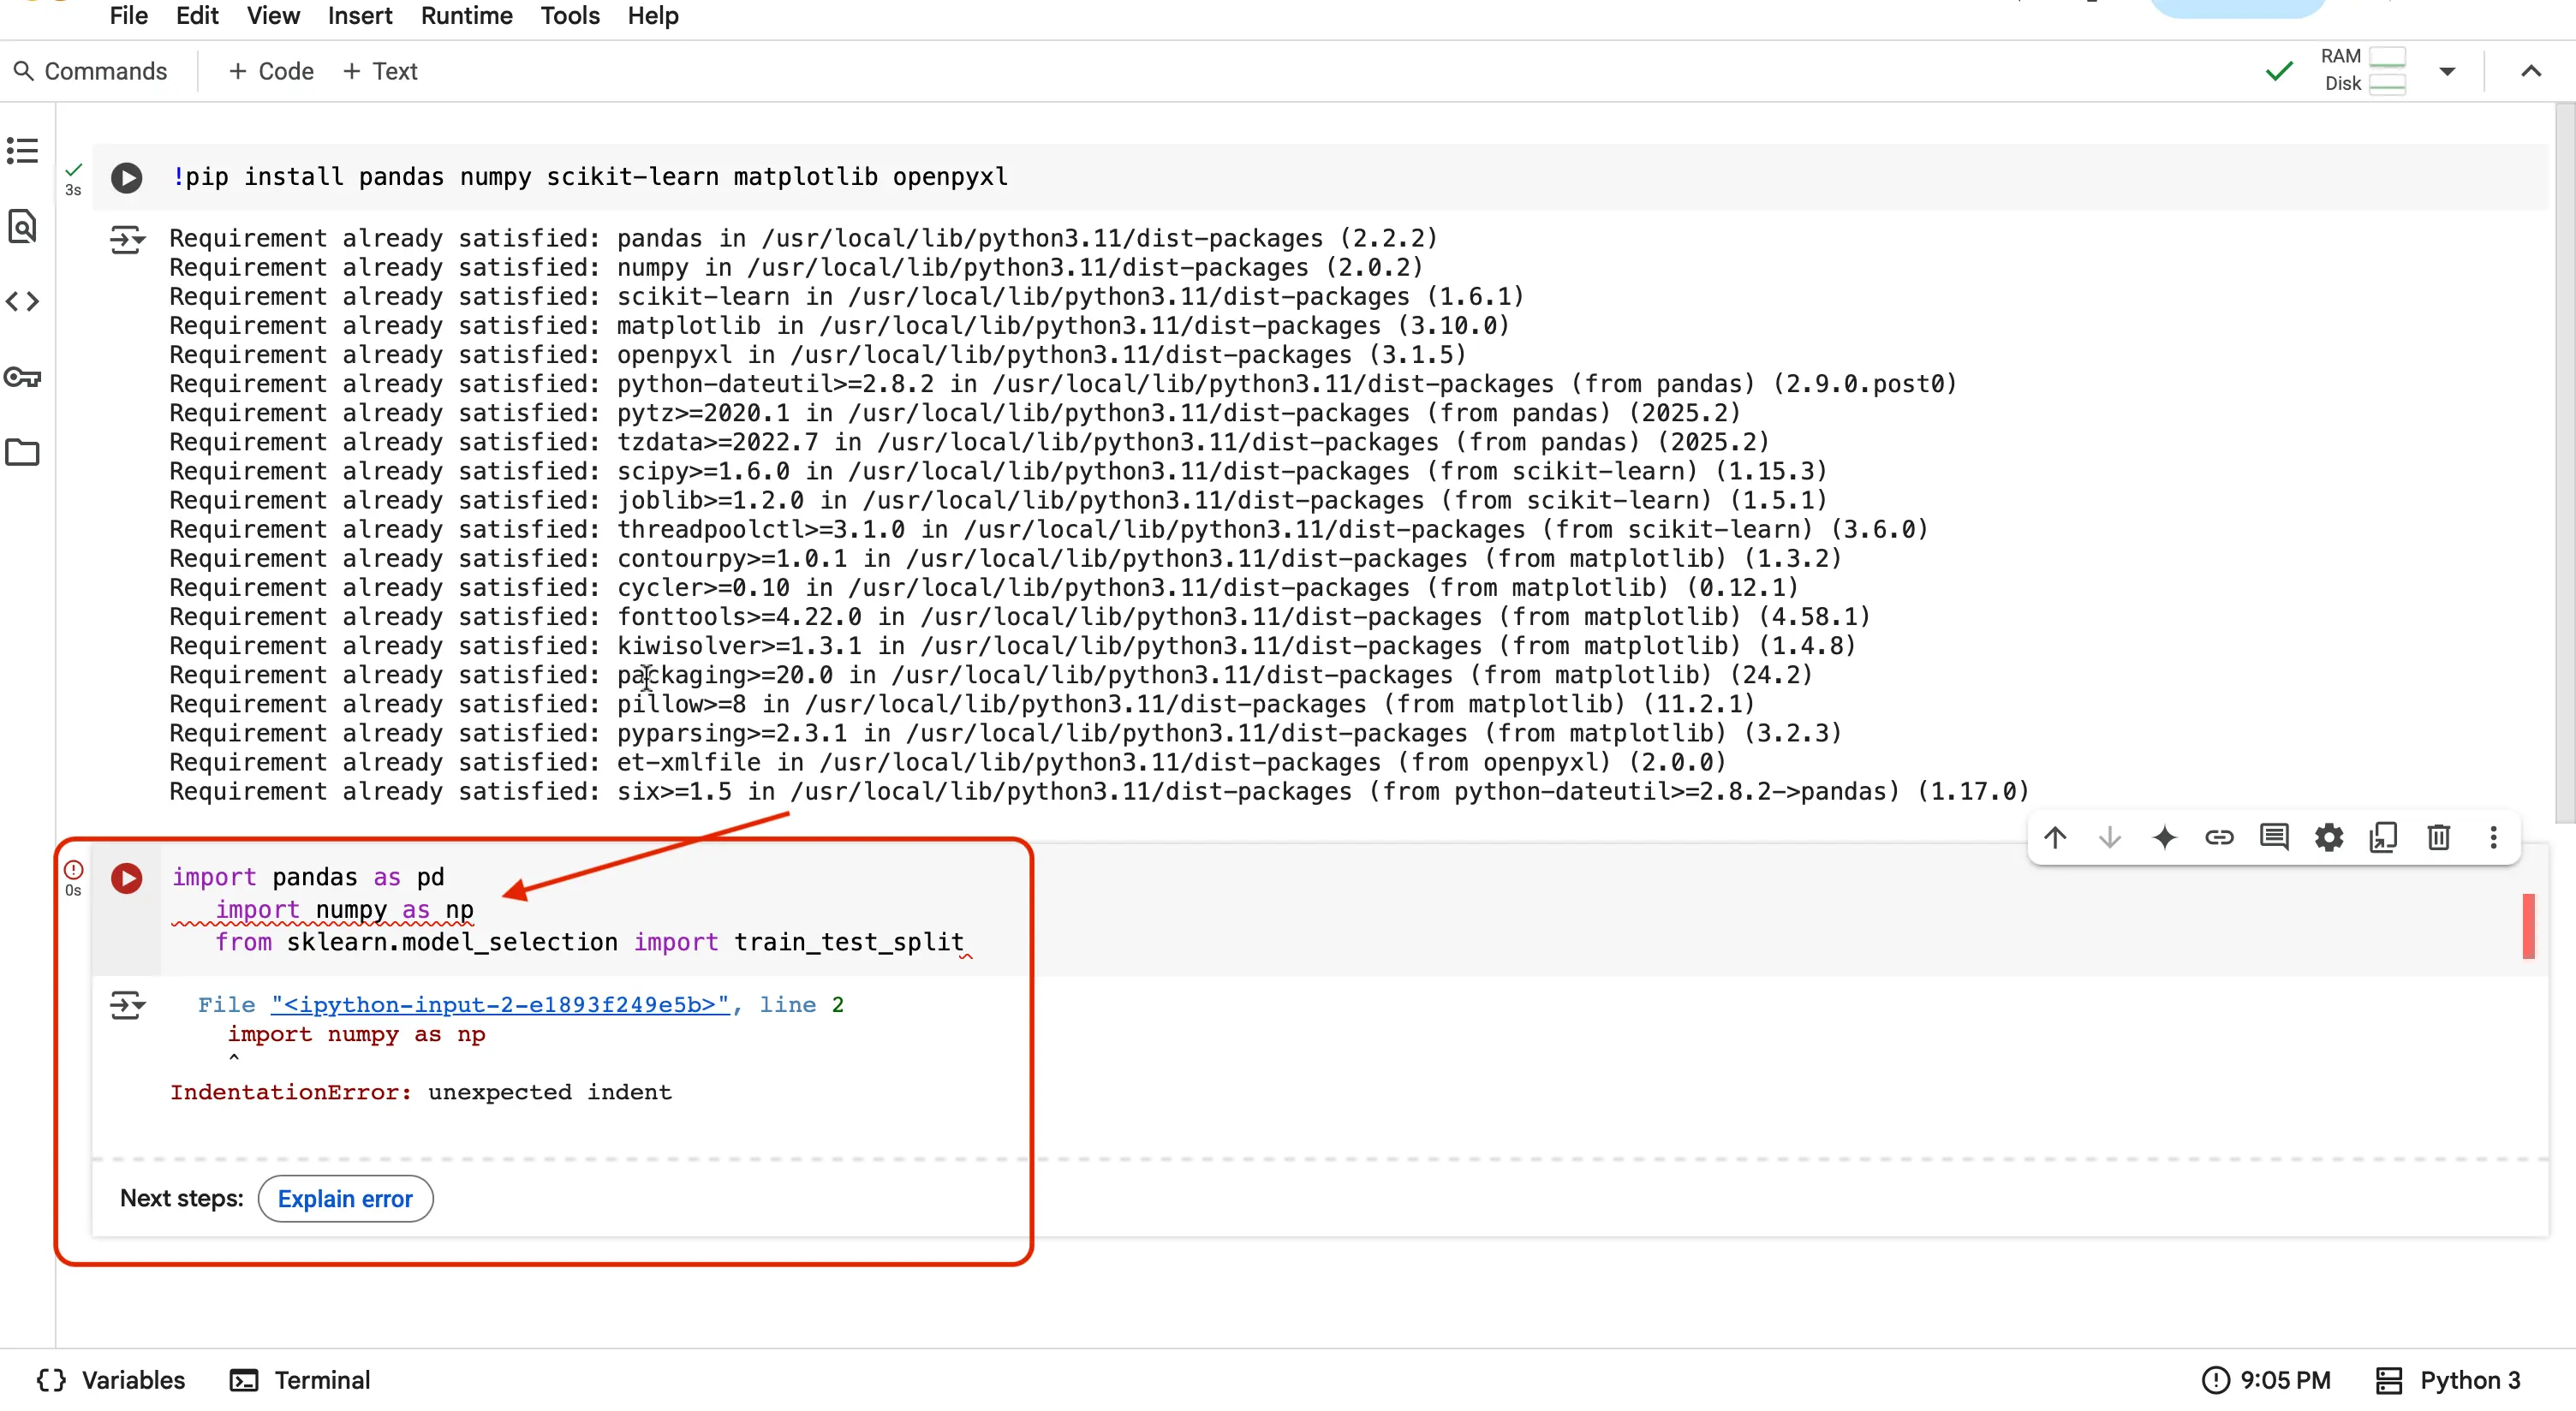 File Edit View Insert Runtime Tools Help
Commands + Code + Text
RAM
Disk
3s
!pip install pandas numpy scikit-learn matplotlib openpyxl
Requirement already satisfied: pandas in /usr/local/lib/python3.11/dist-packages (2.2.2)
Requirement already satisfied: numpy in /usr/local/lib/python3.11/dist-packages (2.0.2)
Requirement already satisfied: scikit-learn in /usr/local/lib/python3.11/dist-packages (1.6.1)
Requirement already satisfied: matplotlib in /usr/local/lib/python3.11/dist-packages (3.10.0)
Requirement already satisfied: openpyxl in /usr/local/lib/python3.11/dist-packages (3.1.5)
Requirement already satisfied: python-dateutil>=2.8.2 in /usr/local/lib/python3.11/dist-packages (from pandas) (2.9.0.post0)
Requirement already satisfied: pytz>=2020.1 in /usr/local/lib/python3.11/dist-packages (from pandas) (2025.2)
Requirement already satisfied: tzdata>=2022.7 in /usr/local/lib/python3.11/dist-packages (from pandas) (2025.2)
Requirement already satisfied: scipy>=1.6.0 in /usr/local/lib/python3.11/dist-packages (from scikit-learn) (1.15.3)
Requirement already satisfied: joblib>=1.2.0 in /usr/local/lib/python3.11/dist-packages (from scikit-learn) (1.5.1)
Requirement already satisfied: threadpoolctl>=3.1.0 in /usr/local/lib/python3.11/dist-packages (from scikit-learn) (3.6.0)
Requirement already satisfied: contourpy>=1.0.1 in /usr/local/lib/python3.11/dist-packages (from matplotlib) (1.3.2)
Requirement already satisfied: cycler>=0.10 in /usr/local/lib/python3.11/dist-packages (from matplotlib) (0.12.1)
Requirement already satisfied: fonttools>=4.22.0 in /usr/local/lib/python3.11/dist-packages (from matplotlib) (4.58.1)
Requirement already satisfied: kiwisolver>=1.3.1 in /usr/local/lib/python3.11/dist-packages (from matplotlib) (1.4.8)
Requirement already satisfied: packaging>=20.0 in /usr/local/lib/python3.11/dist-packages (from matplotlib) (24.2)
Requirement already satisfied: pillow>=8 in /usr/local/lib/python3.11/dist-packages (from matplotlib) (11.2.1)
Requirement already satisfied: pyparsing>=2.3.1 in /usr/local/lib/python3.11/dist-packages (from matplotlib) (3.2.3)
Requirement already satisfied: et-xmlfile in /usr/local/lib/python3.11/dist-packages (from openpyxl) (2.0.0)
Requirement already satisfied: six>=1.5 in /usr/local/lib/python3.11/dist-packages (from python-dateutil>=2.8.2->pandas) (1.17.0)
0s
import pandas as pd
   import numpy as np
   from sklearn.model_selection import train_test_split
  File "<ipython-input-2-e1893f249e5b>", line 2
    import numpy as np
    ^
IndentationError: unexpected indent
Next steps: Explain error
{} Variables Terminal
9:05 PM Python 3